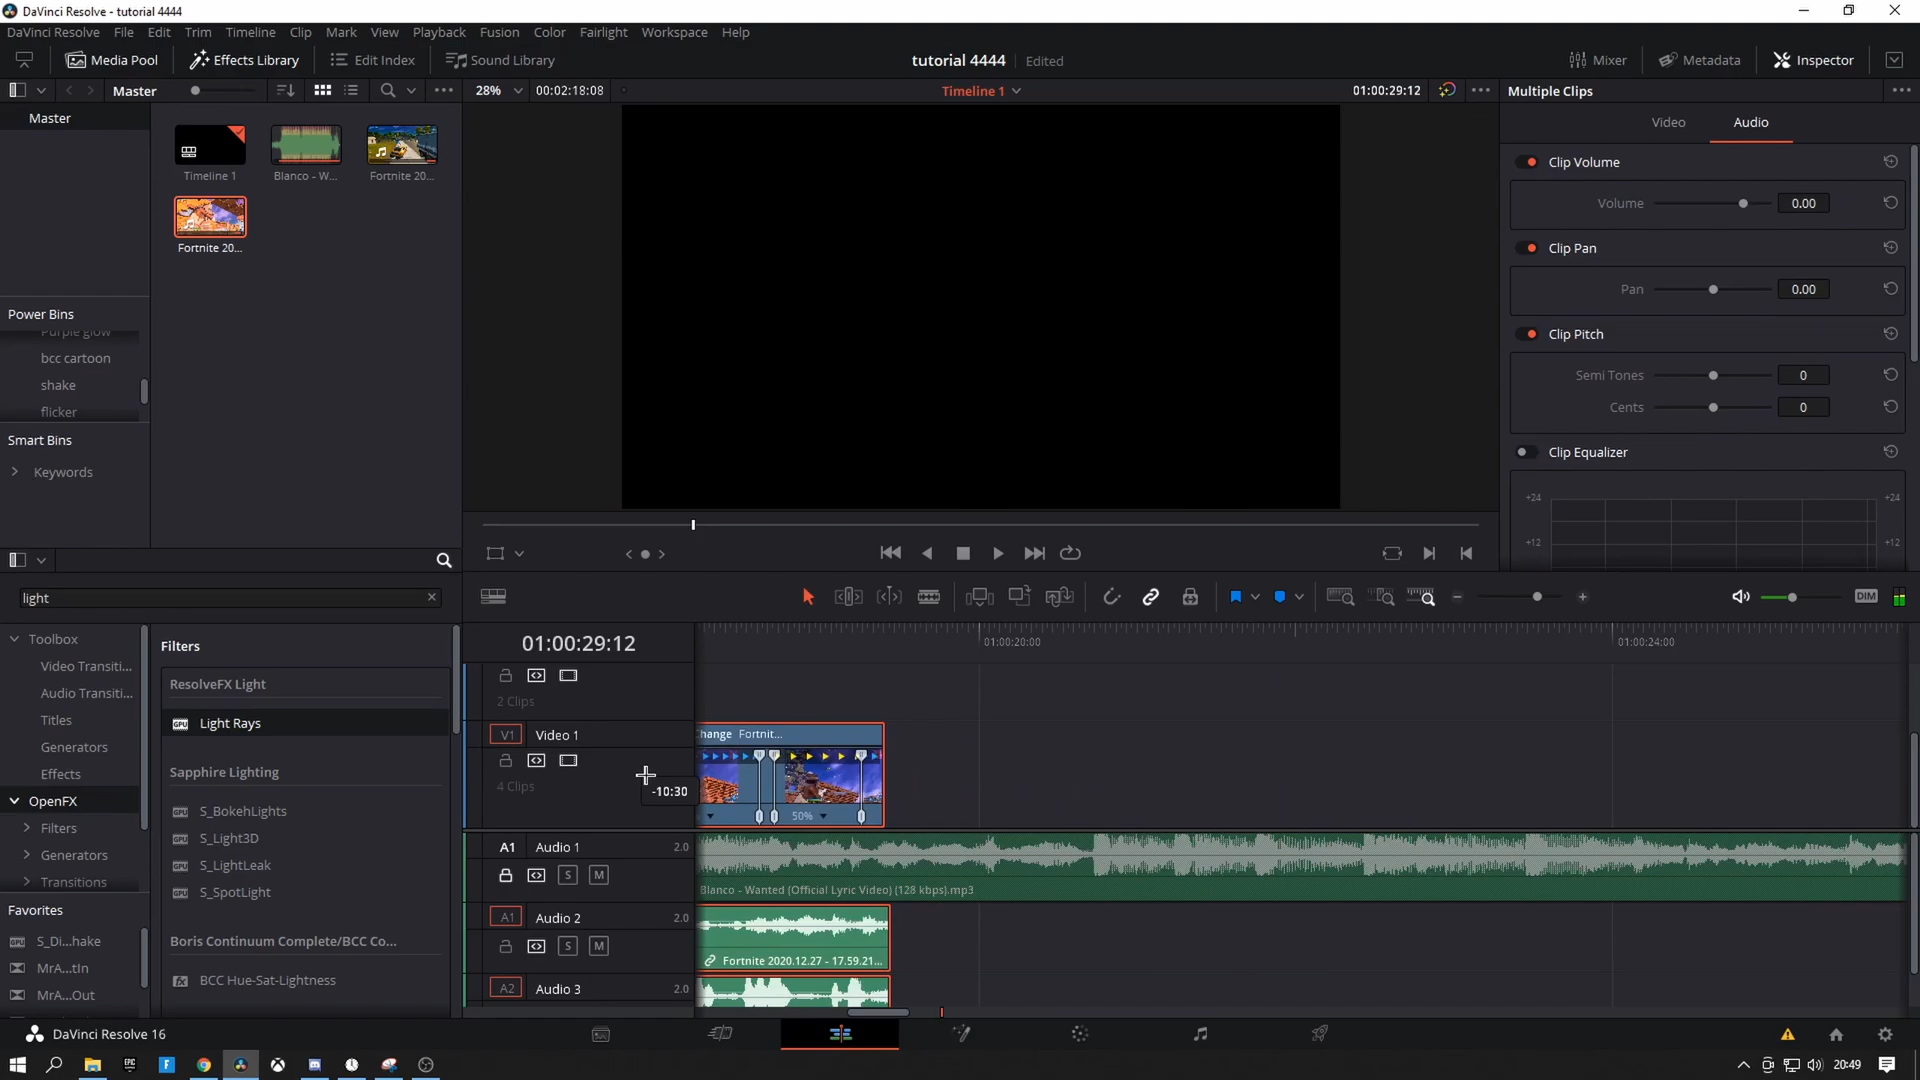 DaVinci Resolve - tutorial 4444
DaVinci Resolve File Edit Trim Timeline Clip Mark View Playback Fusion Color Fairlight Workspace Help
Media Pool Effects Library Edit Index Sound Library tutorial 4444 Edited Mixer Metadata Inspector
Master 28% 00:02:18:08 Timeline 1 01:00:29:12 Multiple Clips
Master
Video Audio
Clip Volume
Timeline 1 Blanco - W... Fortnite 20...
Volume 0.00
Fortnite 20...
Clip Pan
Pan 0.00
Power Bins
Purple glow
bcc cartoon
shake
flicker
Clip Pitch
Semi Tones 0
Cents 0
Smart Bins
Keywords
Clip Equalizer
+24 +24
+12 +12
light
DIM
Toolbox
Video Transiti...
Audio Transiti...
Titles
Generators
Effects
OpenFX
Filters
Generators
Transitions
Favorites
S_Di...hake
MrA...tIn
MrA...Out
Filters
ResolveFX Light
Light Rays
Sapphire Lighting
S_BokehLights
S_Light3D
S_LightLeak
S_SpotLight
Boris Continuum Complete/BCC Co...
BCC Hue-Sat-Lightness
01:00:29:12
01:00:20:00 01:00:24:00
2 Clips
V1 Video 1
hange Fortnit...
4 Clips
-10:30
50%
A1 Audio 1 2.0
S M
Blanco - Wanted (Official Lyric Video) (128 kbps).mp3
A1 Audio 2 2.0
S M
Fortnite 2020.12.27 - 17.59.21...
A2 Audio 3 2.0
DaVinci Resolve 16
EPIC
20:49